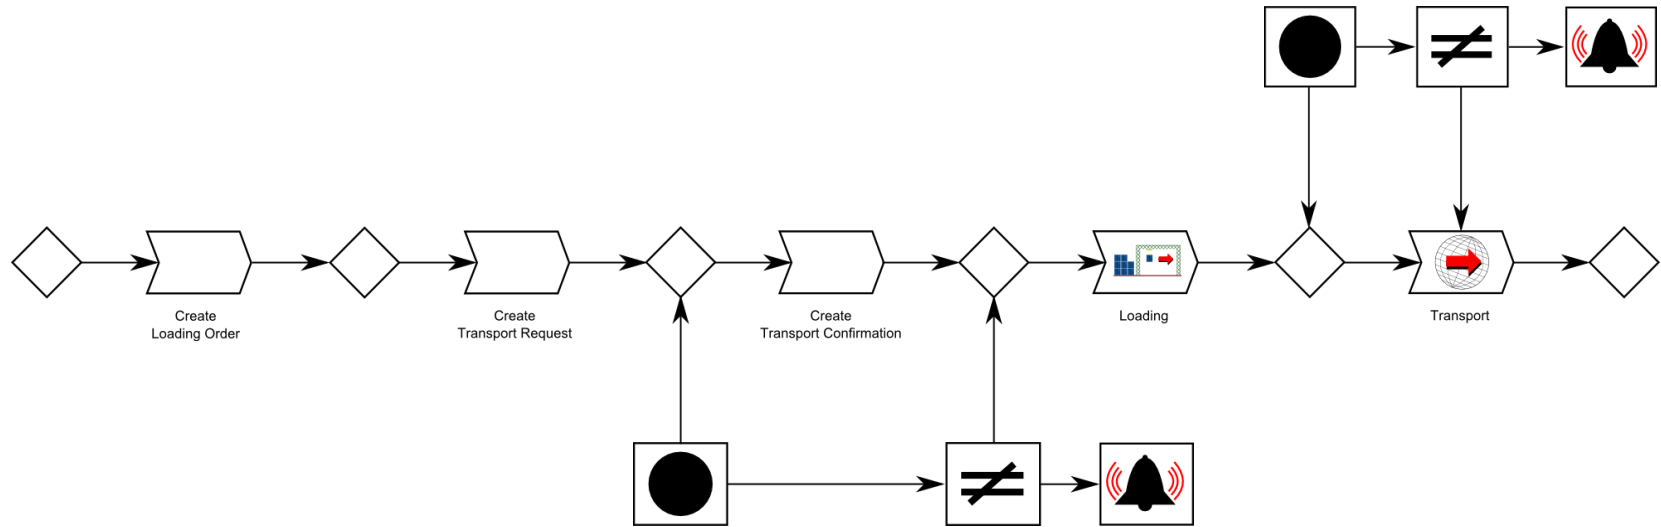 Create
Loading Order
Create
Transport Request
Create
Transport Confirmation
Loading
Transport